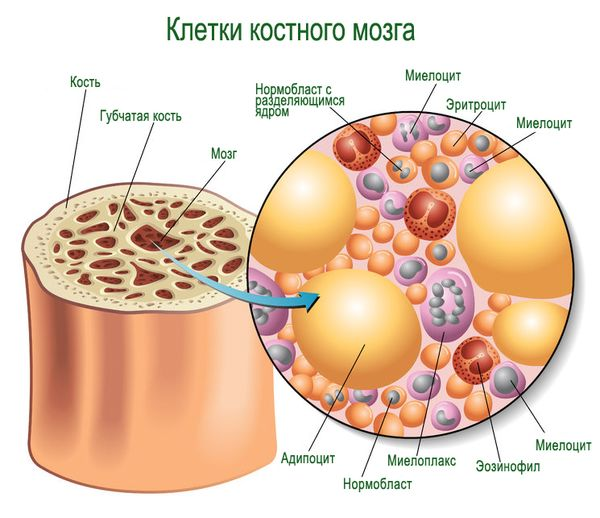 Клетки костного мозга
Кость
Губчатая кость
Мозг
Нормобласт с
разделяющимся
ядром
Миелоцит
Эритроцит
Миелоцит
Адипоцит
Нормобласт
Миелоплакс
Эозинофил
Миелоцит